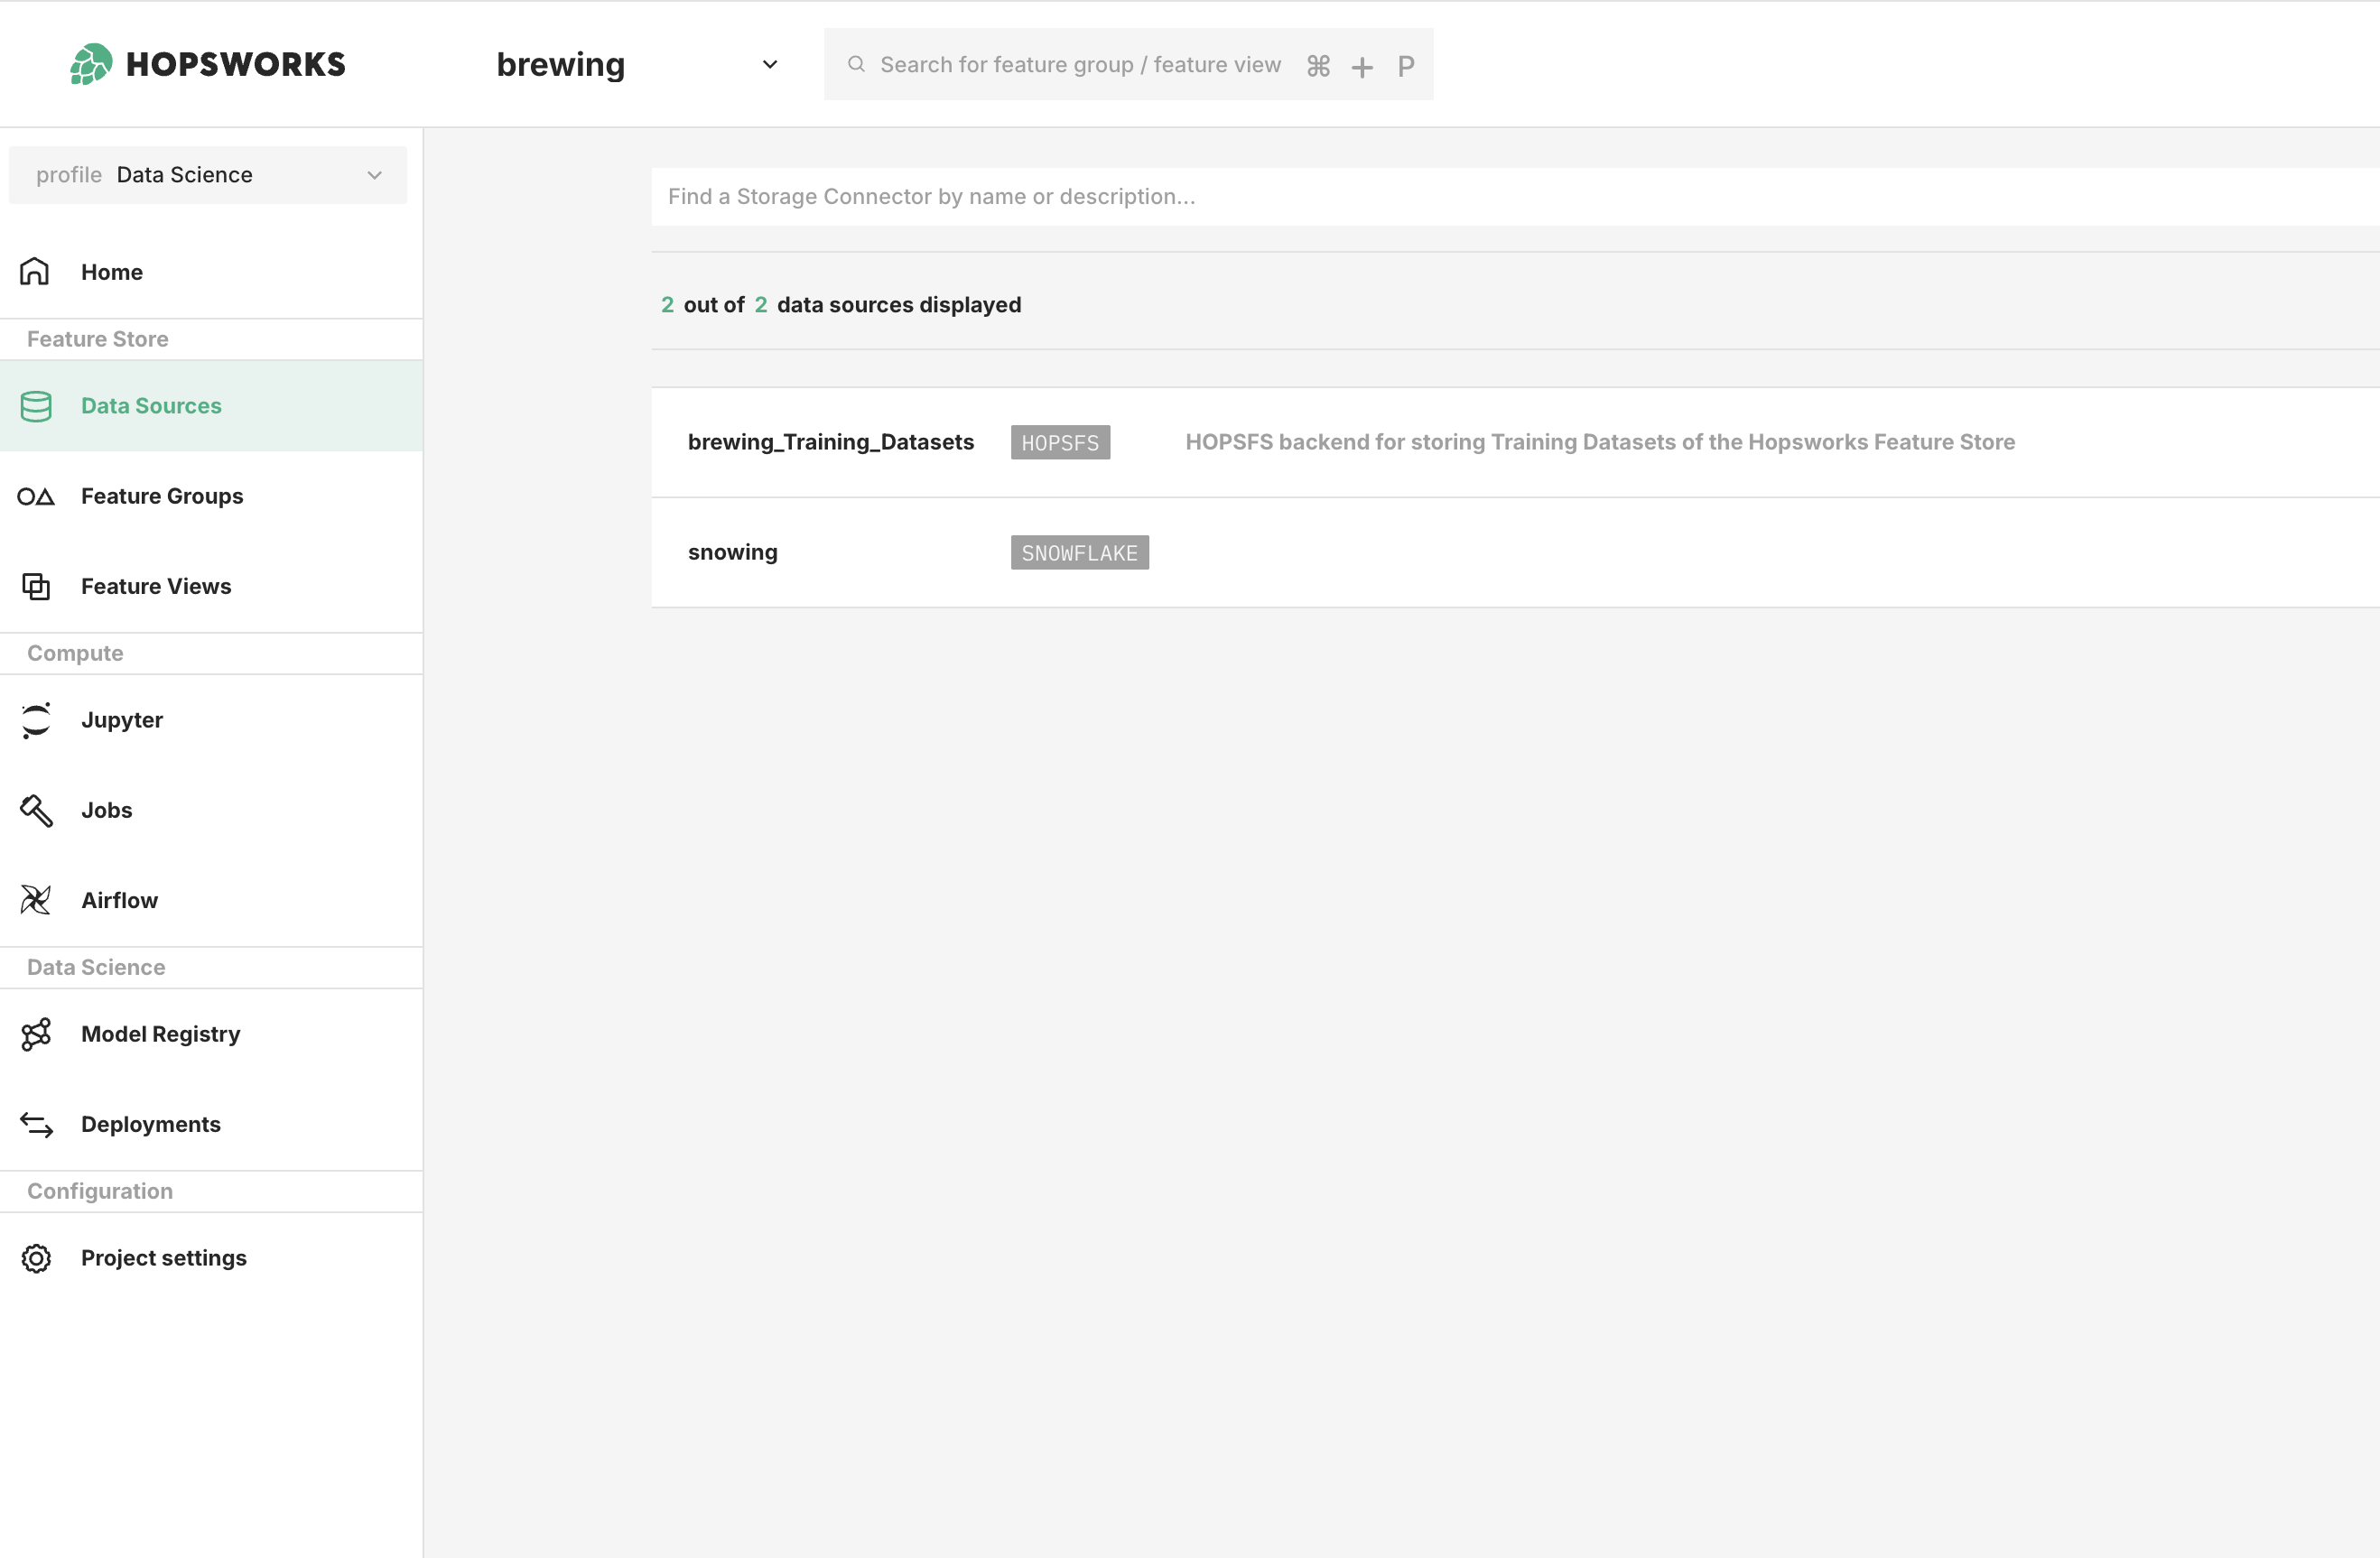 HOPSWORKS
brewing
Search for feature group / feature view ⌘ + P
profile Data Science
Home
Feature Store
Data Sources
Feature Groups
Feature Views
Compute
Jupyter
Jobs
Airflow
Data Science
Model Registry
Deployments
Configuration
Project settings
Find a Storage Connector by name or description...
2 out of 2 data sources displayed
brewing_Training_Datasets HOPSFS HOPSFS backend for storing Training Datasets of the Hopsworks Feature Store
snowing SNOWFLAKE